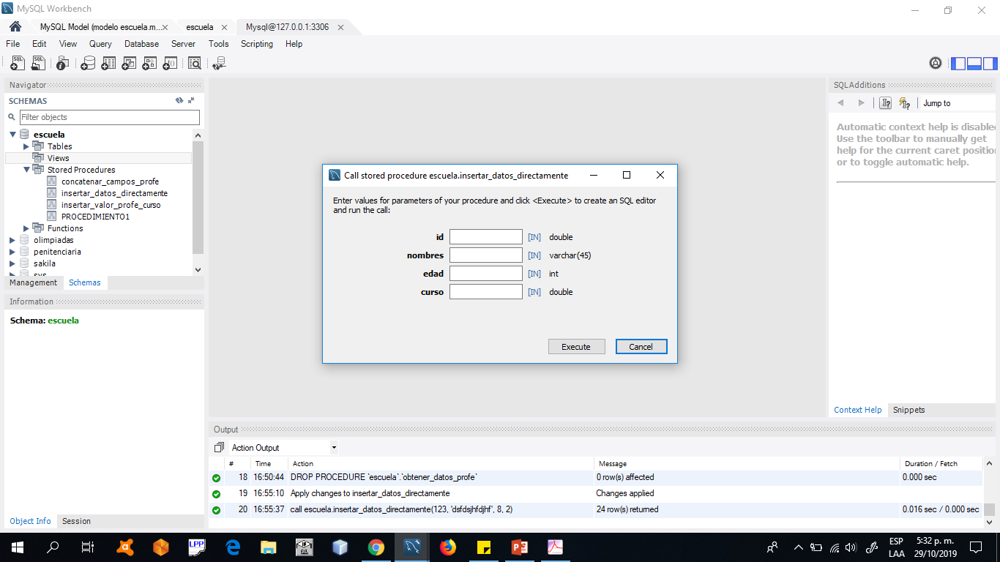 MySQL Workbench
MySQL Model (modelo escuela.m...
escuela
Mysql@127.0.0.1:3306
File Edit View Query Database Server Tools Scripting Help
Navigator
SCHEMAS
Filter objects
escuela
Tables
Views
Stored Procedures
concatenar_campos_profe
insertar_datos_directamente
insertar_valor_profe_curso
PROCEDIMIENTO1
Functions
olimpiadas
penitenciaria
sakila
sys
Management Schemas
Information
Schema: escuela
Object Info Session
Call stored procedure escuela.insertar_datos_directamente
Enter values for parameters of your procedure and click <Execute> to create an SQL editor
and run the call:
id [IN] double
nombres [IN] varchar(45)
edad [IN] int
curso [IN] double
Execute Cancel
SQLAdditions
Jump to
Automatic context help is disabled
Use the toolbar to manually get
help for the current caret position
or to toggle automatic help.
Context Help Snippets
Output
Action Output
# Time Action Message Duration / Fetch
18 16:50:44 DROP PROCEDURE `escuela`.`obtener_datos_profe` 0 row(s) affected 0.000 sec
19 16:55:10 Apply changes to insertar_datos_directamente Changes applied
20 16:55:37 call escuela.insertar_datos_directamente(123, 'dsfdsjhfdjhf', 8, 2) 24 row(s) returned 0.016 sec / 0.000 sec
LPP
ESP
LAA
5:32 p. m.
29/10/2019